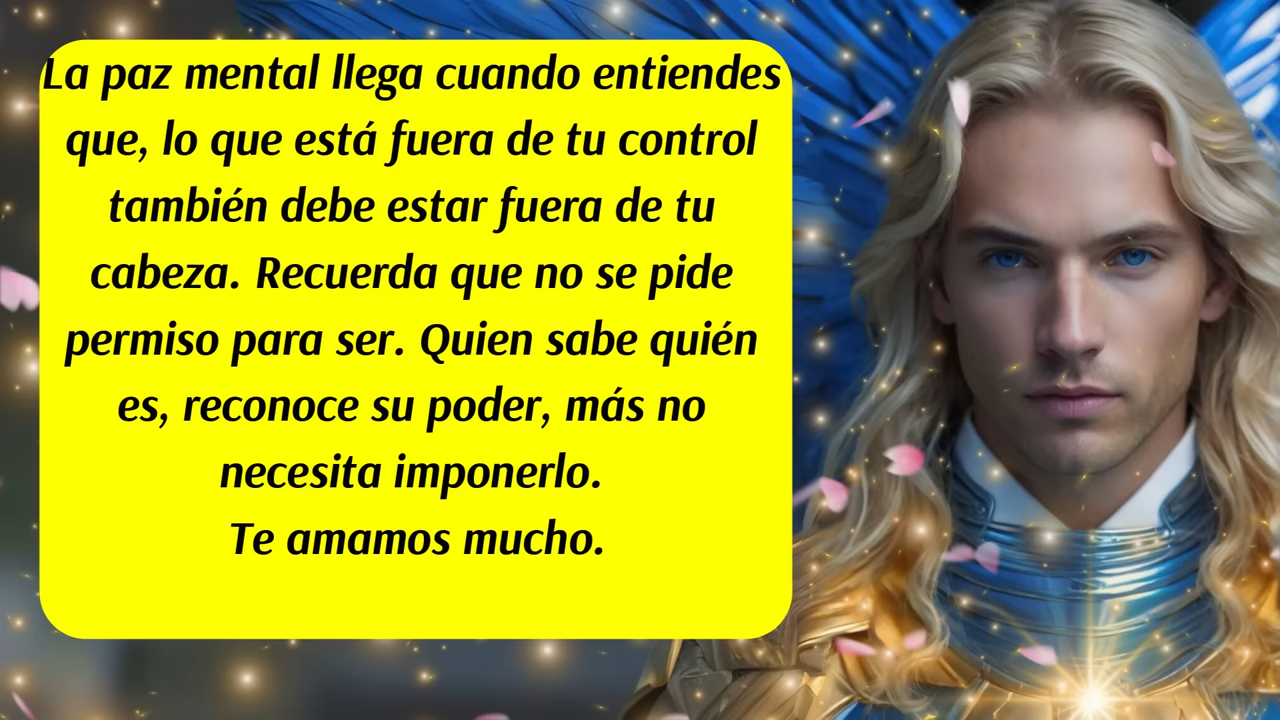 La paz mental llega cuando entiendes
que, lo que está fuera de tu control
también debe estar fuera de tu
cabeza. Recuerda que no se pide
permiso para ser. Quien sabe quién
es, reconoce su poder, más no
necesita imponerlo.
Te amamos mucho.